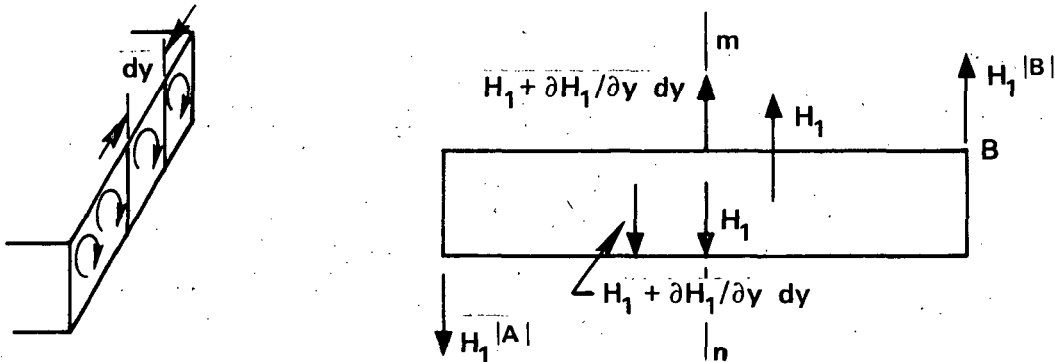 dy
m
H₁ + ∂H₁/∂y dy
H₁
H₁|B|
B
H₁
H₁ + ∂H₁/∂y dy
H₁|A|
n